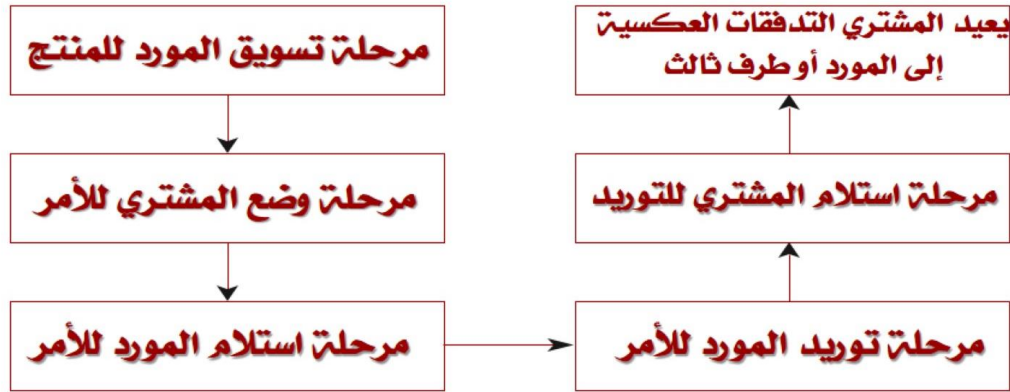 مرحلة تسويق المورد للمنتج
مرحلة وضع المشتري للأمر
مرحلة استلام المورد للأمر
مرحلة توريد المورد للأمر
مرحلة استلام المشتري للتوريد
يعيد المشتري التدفقات العكسية
إلى المورد أو طرف ثالث